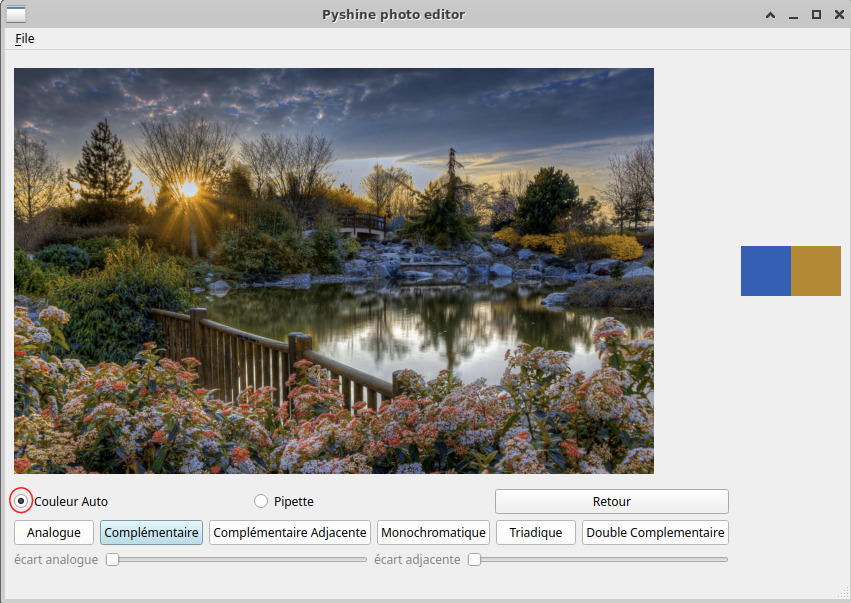 Pyshine photo editor
File
Couleur Auto
Pipette
Retour
Analogue
Complémentaire
Complémentaire Adjacente
Monochromatique
Triadique
Double Complementaire
écart analogue
écart adjacente